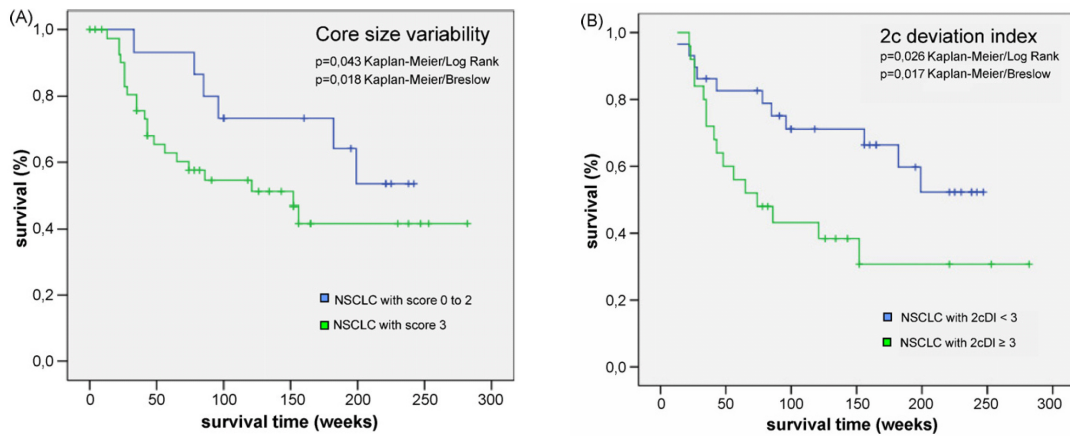 (A)
Core size variability
p=0,043 Kaplan-Meier/Log Rank
p=0,018 Kaplan-Meier/Breslow
1,0
0,8
0,6
0,4
0,2
0,0
survival (%)
NSCLC with score 0 to 2
NSCLC with score 3
0 50 100 150 200 250 300
survival time (weeks)
(B)
2c deviation index
p=0,026 Kaplan-Meier/Log Rank
p=0,017 Kaplan-Meier/Breslow
1,0
0,8
0,6
0,4
0,2
0,0
survival (%)
NSCLC with 2cDI < 3
NSCLC with 2cDI ≥ 3
0 50 100 150 200 250 300
survival time (weeks)